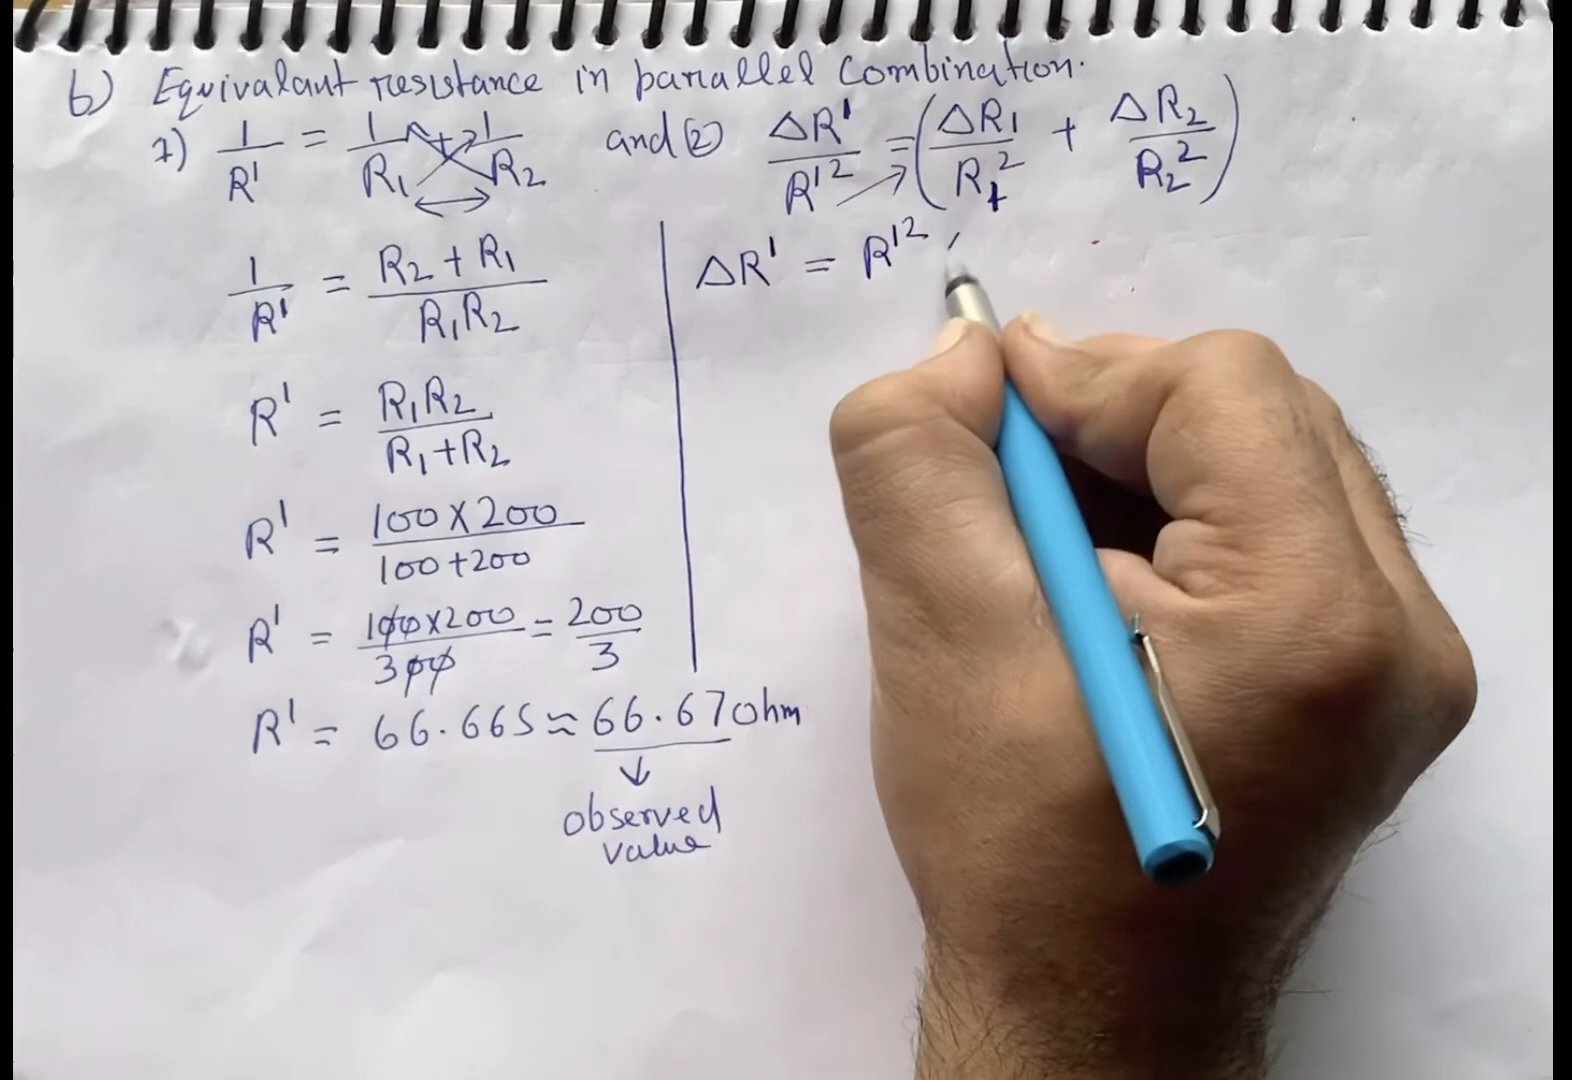 b) Equivalant resistance in parallel Combination.
1) 1/R' = 1/R₁ + 1/R₂ and (2) ΔR'/R'² = (ΔR₁/R₁² + ΔR₂/R₂²)
1/R' = R₂ + R₁/R₁R₂
ΔR' = R'²
R' = R₁R₂/R₁+R₂
R' = 100 x 200/100+200
R' = 100x200/300 = 200/3
R' = 66.665 ≈ 66.67 ohm
↓
observed
value